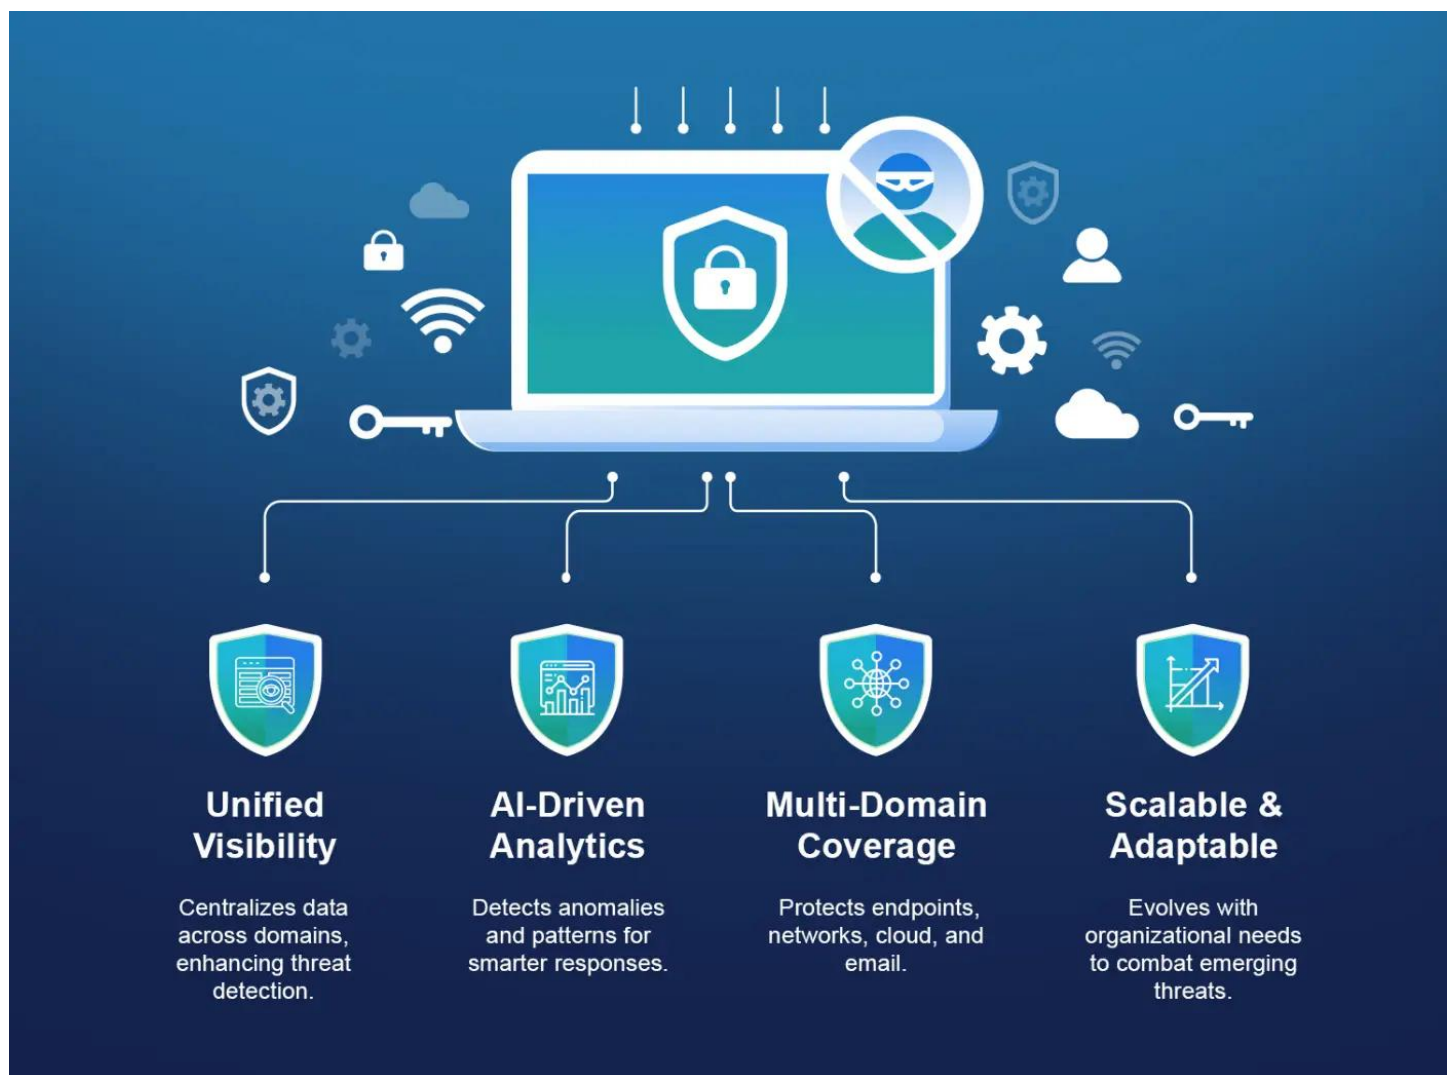 Unified
Visibility
Centralizes data
across domains,
enhancing threat
detection.
AI-Driven
Analytics
Detects anomalies
and patterns for
smarter responses.
Multi-Domain
Coverage
Protects endpoints,
networks, cloud, and
email.
Scalable &
Adaptable
Evolves with
organizational needs
to combat emerging
threats.